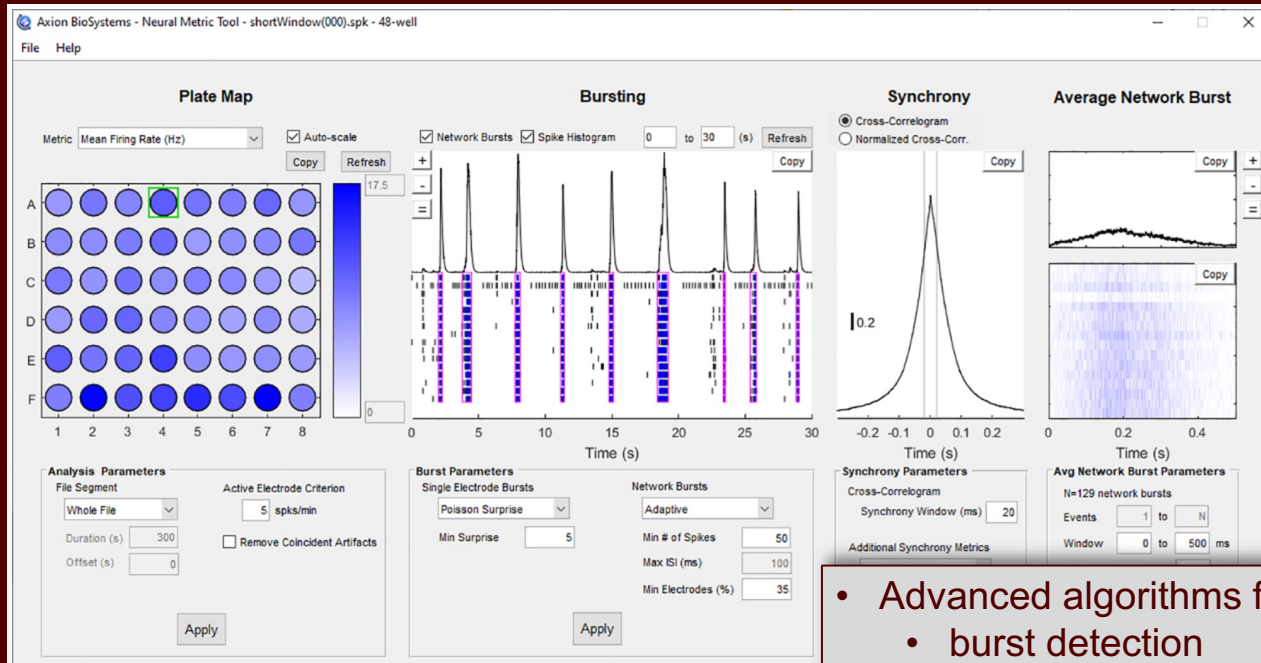 Axion BioSystems - Neural Metric Tool - shortWindow(000).spk - 48-well
File Help
Plate Map
Metric Mean Firing Rate (Hz)
Auto-scale
Copy Refresh
17.5
0
A
B
C
D
E
F
1 2 3 4 5 6 7 8
Bursting
Network Bursts Spike Histogram 0 to 30 (s) Refresh
+
-
=
Copy
0 5 10 15 20 25 30
Time (s)
Synchrony
Cross-Correlogram
Normalized Cross-Corr.
Copy
0.2
-0.2 -0.1 0 0.1 0.2
Time (s)
Average Network Burst
Copy
+
-
=
Copy
0 0.2 0.4
Time (s)
Analysis Parameters
File Segment
Whole File
Duration (s) 300
Offset (s) 0
Active Electrode Criterion
5 spks/min
Remove Coincident Artifacts
Apply
Burst Parameters
Single Electrode Bursts
Poisson Surprise
Min Surprise 5
Network Bursts
Adaptive
Min # of Spikes 50
Max ISI (ms) 100
Min Electrodes (%) 35
Apply
Synchrony Parameters
Cross-Correlogram
Synchrony Window (ms) 20
Additional Synchrony Metrics
Avg Network Burst Parameters
N=129 network bursts
Events 1 to N
Window 0 to 500 ms
• Advanced algorithms
• burst detection